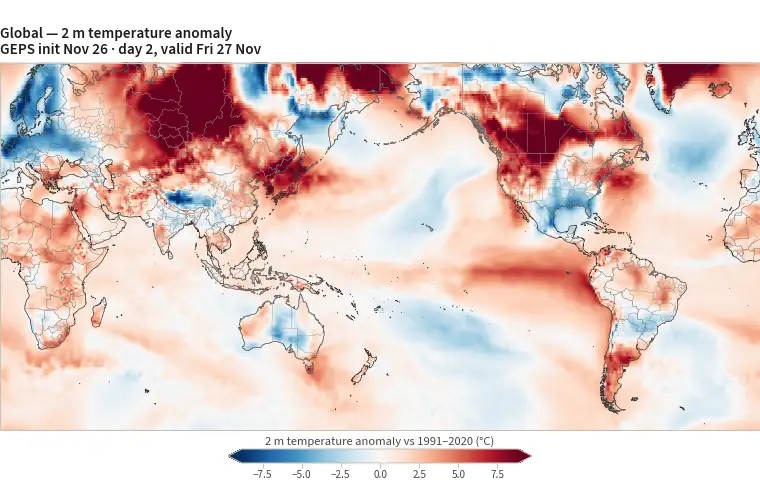 Global — 2 m temperature anomaly
GEPS init Nov 26 · day 2, valid Fri 27 Nov
2 m temperature anomaly vs 1991–2020 (°C)
−7.5 −5.0 −2.5 0.0 2.5 5.0 7.5